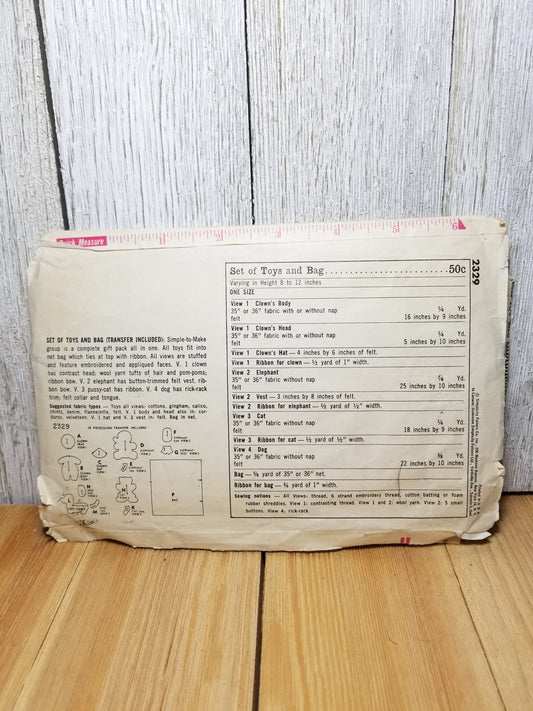 Quick Measure 1 2 3 4 5 6
2329
Set of Toys and Bag 50c
Varying in Height 8 to 12 inches
ONE SIZE
View 1 Clown's Body
35" or 36" fabric with or without nap ¼ Yd.
felt 16 inches by 9 inches
View 1 Clown's Head
35" or 36" fabric with or without nap ¼ Yd.
felt 5 inches by 10 inches
View 1 Clown's Hat — 4 inches by 6 inches of felt.
View 1 Ribbon for clown — ½ yard of 1" width.
View 2 Elephant
35" or 36" fabric without nap ⅝ Yd.
felt 25 inches by 10 inches
View 2 Vest — 3 inches by 8 inches of felt.
View 2 Ribbon for elephant — ½ yard of ½" width.
View 3 Cat
35" or 36" fabric without nap ¼ Yd.
felt 18 inches by 9 inches
View 3 Ribbon for cat — ½ yard of ½" width.
View 4 Dog
35" or 36" fabric without nap ⅜ Yd.
felt 22 inches by 10 inches
Bag — ⅝ yard of 35" or 36" net.
Ribbon for bag — ¾ yard of 1" width.
Sewing notions — All Views: thread, 6 strand embroidery thread, cotton batting or foam
rubber shreddies. View 1: contrasting thread. View 1 and 2: wool yarn. View 2: 5 small
buttons. View 4, rick-rack.
SET OF TOYS AND BAG (TRANSFER INCLUDED): Simple-to-Make
group is a complete gift pack all in one. All toys fit into
net bag which ties at top with ribbon. All views are stuffed
and feature embroidered and appliqued faces. V. 1 clown
has contrast head; wool yarn tufts of hair and pom-poms;
ribbon bow. V. 2 elephant has button-trimmed felt vest, rib-
bon bow. V. 3 pussy-cat has ribbon. V. 4 dog has rick-rack
trim; felt collar and tongue.
Suggested fabric types — Toys all views: cottons, gingham, calico,
chintz, denim, flannelette, felt. V. 1 body and head also in: cor-
duroy, velveteen. V. 1 hat and V. 2 vest in felt. Bag in net.
2329
A
C
D
E
F
G
H
K
M
P